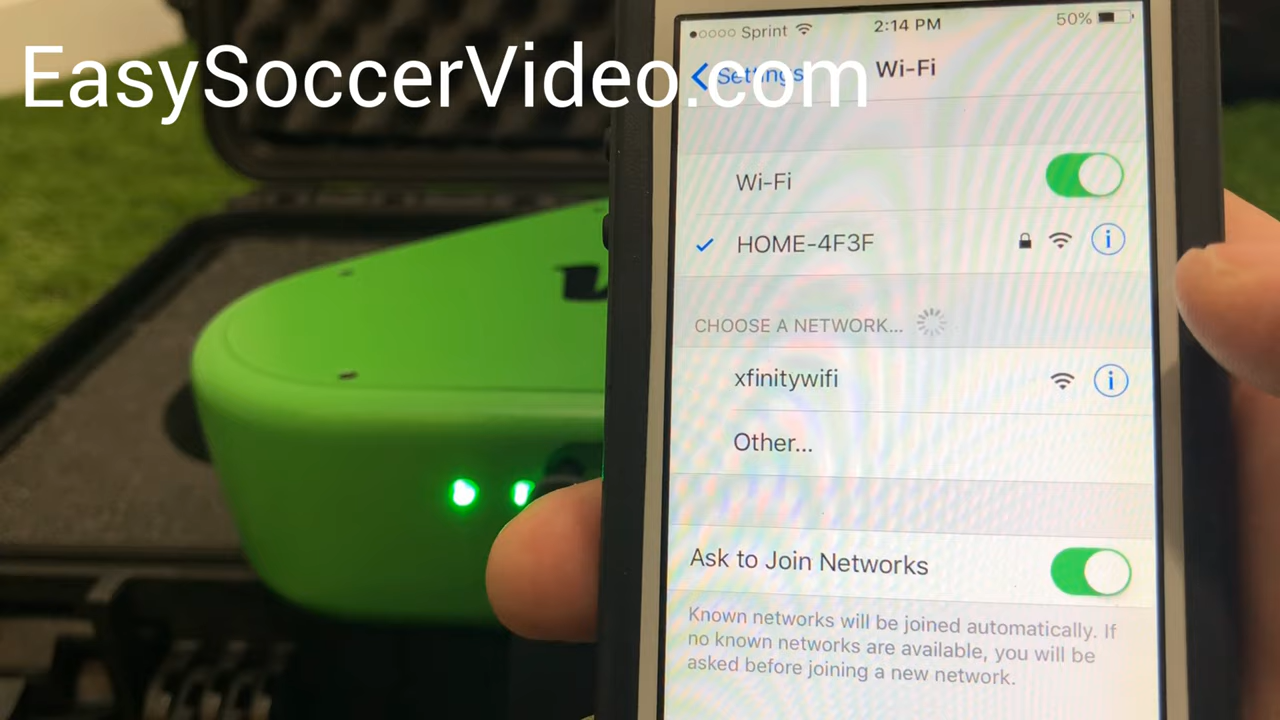 EasySoccerVideo.com
Sprint 2:14 PM 50%
Settings Wi-Fi
Wi-Fi
HOME-4F3F
CHOOSE A NETWORK...
xfinitywifi
Other...
Ask to Join Networks
Known networks will be joined automatically. If
no known networks are available, you will be
asked before joining a new network.